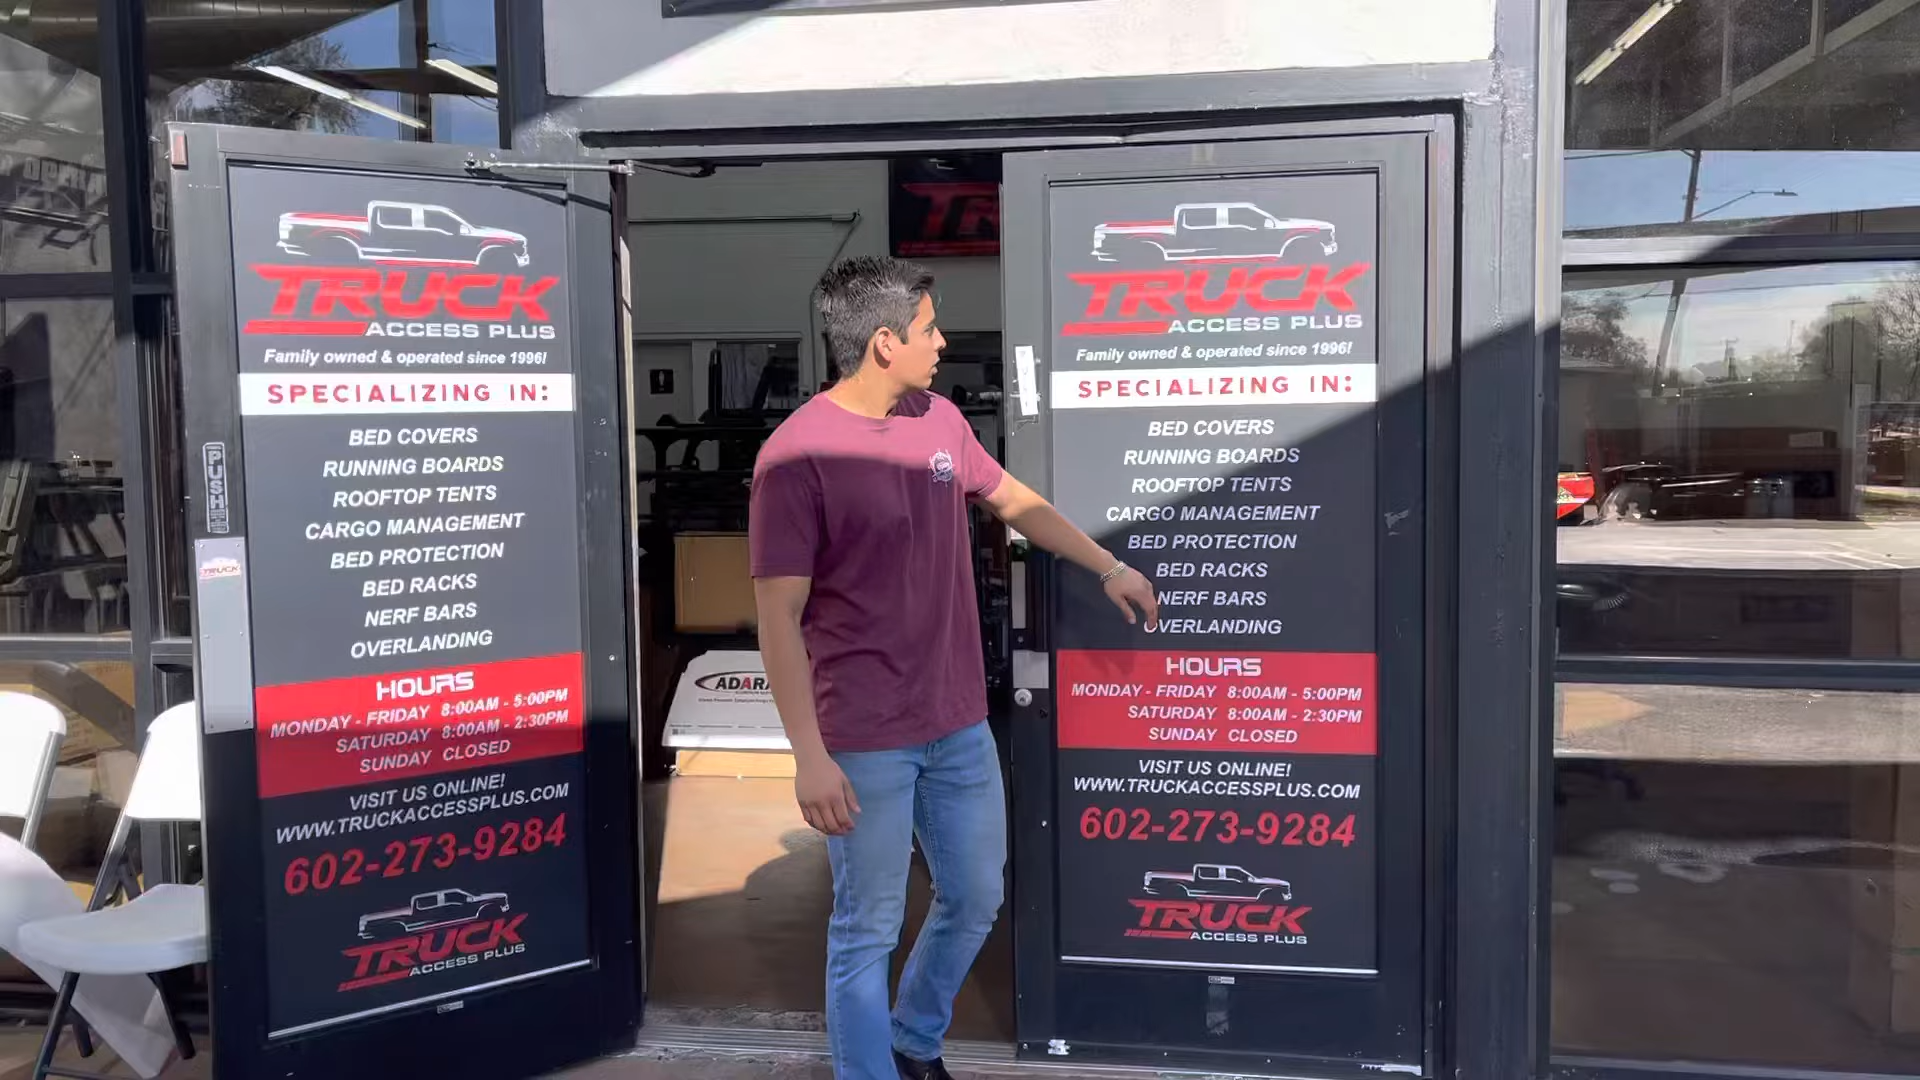 TRUCK
ACCESS PLUS
Family owned & operated since 1996!
SPECIALIZING IN:
BED COVERS
RUNNING BOARDS
ROOFTOP TENTS
CARGO MANAGEMENT
BED PROTECTION
BED RACKS
NERF BARS
OVERLANDING
HOURS
MONDAY - FRIDAY 8:00AM - 5:00PM
SATURDAY 8:00AM - 2:30PM
SUNDAY CLOSED
VISIT US ONLINE!
WWW.TRUCKACCESSPLUS.COM
602-273-9284
TRUCK
ACCESS PLUS
PUSH
TRUCK
ADARA
TRUCK
ACCESS PLUS
Family owned & operated since 1996!
SPECIALIZING IN:
BED COVERS
RUNNING BOARDS
ROOFTOP TENTS
CARGO MANAGEMENT
BED PROTECTION
BED RACKS
NERF BARS
OVERLANDING
HOURS
MONDAY - FRIDAY 8:00AM - 5:00PM
SATURDAY 8:00AM - 2:30PM
SUNDAY CLOSED
VISIT US ONLINE!
WWW.TRUCKACCESSPLUS.COM
602-273-9284
TRUCK
ACCESS PLUS